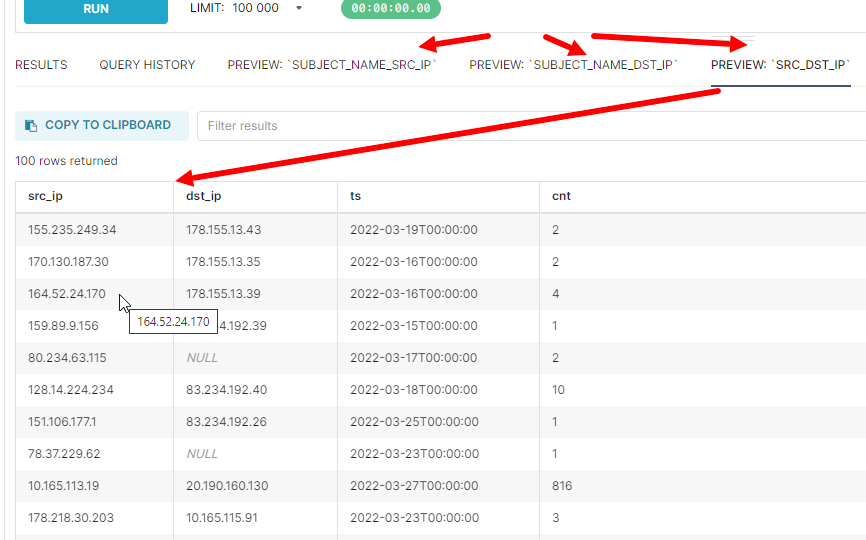 RUN LIMIT: 100 000 00:00:00.00
RESULTS QUERY HISTORY PREVIEW: `SUBJECT_NAME_SRC_IP` PREVIEW: `SUBJECT_NAME_DST_IP` PREVIEW: `SRC_DST_IP`
COPY TO CLIPBOARD Filter results
100 rows returned
src_ip dst_ip ts cnt
155.235.249.34 178.155.13.43 2022-03-19T00:00:00 2
170.130.187.30 178.155.13.35 2022-03-16T00:00:00 2
164.52.24.170 178.155.13.39 2022-03-16T00:00:00 4
164.52.24.170
159.89.9.156 4.192.39 2022-03-15T00:00:00 1
80.234.63.115 NULL 2022-03-17T00:00:00 2
128.14.224.234 83.234.192.40 2022-03-18T00:00:00 10
151.106.177.1 83.234.192.26 2022-03-25T00:00:00 1
78.37.229.62 NULL 2022-03-23T00:00:00 1
10.165.113.19 20.190.160.130 2022-03-27T00:00:00 816
178.218.30.203 10.165.115.91 2022-03-23T00:00:00 3